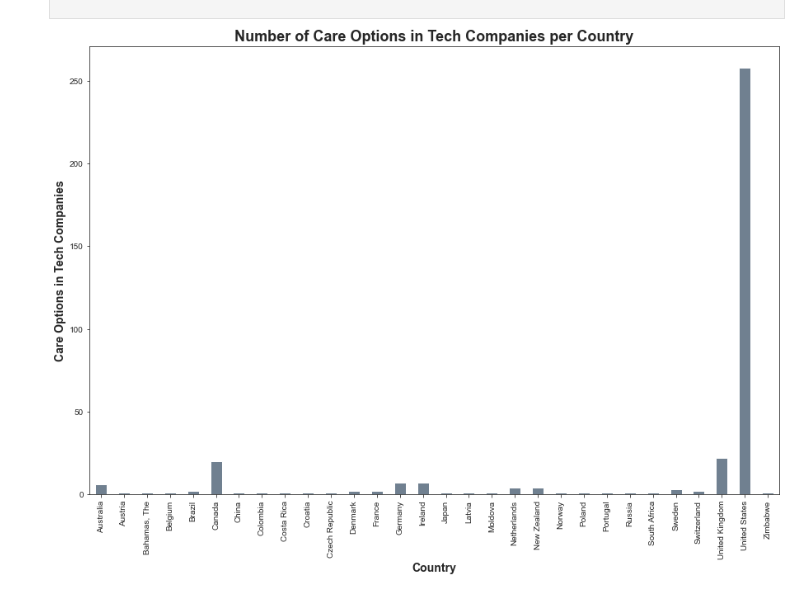 Number of Care Options in Tech Companies per Country
Care Options in Tech Companies
250
200
150
100
50
0
Australia
Austria
Bahamas, The
Belgium
Brazil
Canada
China
Colombia
Costa Rica
Croatia
Czech Republic
Denmark
France
Germany
Ireland
Japan
Latvia
Moldova
Netherlands
New Zealand
Norway
Poland
Portugal
Russia
South Africa
Sweden
Switzerland
United Kingdom
United States
Zimbabwe
Country